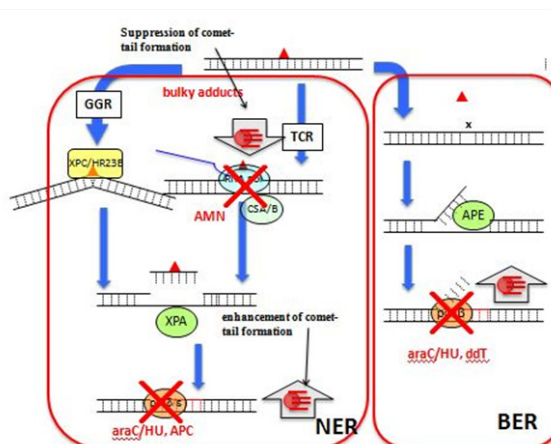 Suppression of comet-
tail formation
bulky adducts
GGR
TCR
x
XPC/HR23B
CSA/B
AMN
APE
XPA
enhancement of comet-
tail formation
araC/HU, ddT
araC/HU, APC
NER
BER